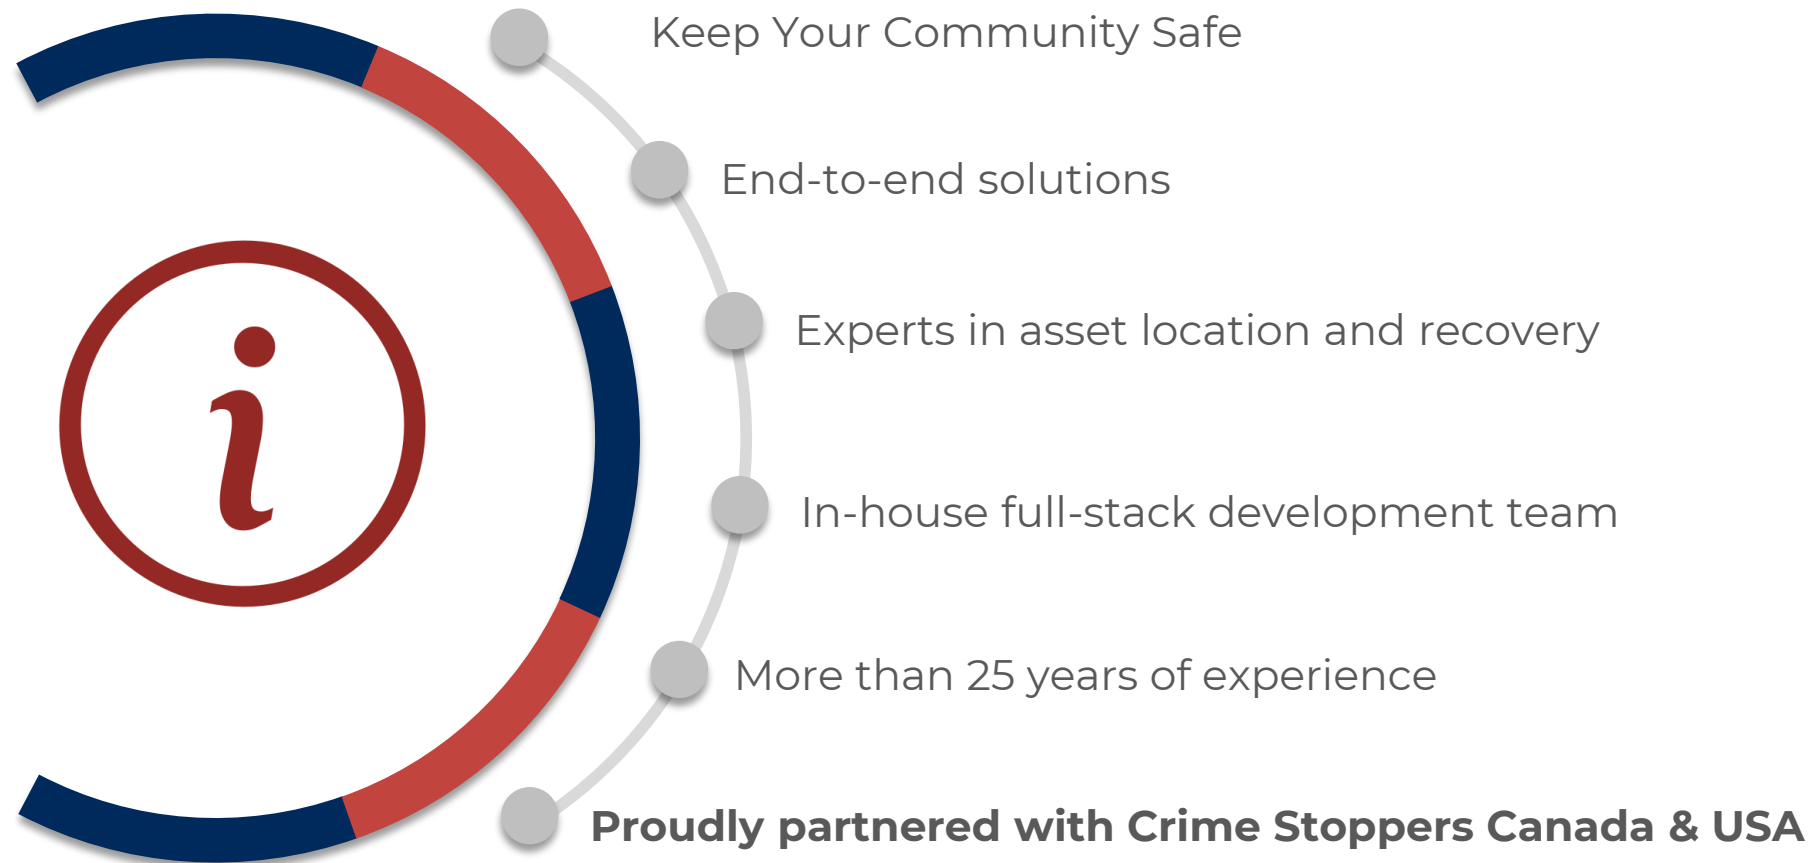 Keep Your Community Safe
End-to-end solutions
Experts in asset location and recovery
i
In-house full-stack development team
More than 25 years of experience
Proudly partnered with Crime Stoppers Canada & USA